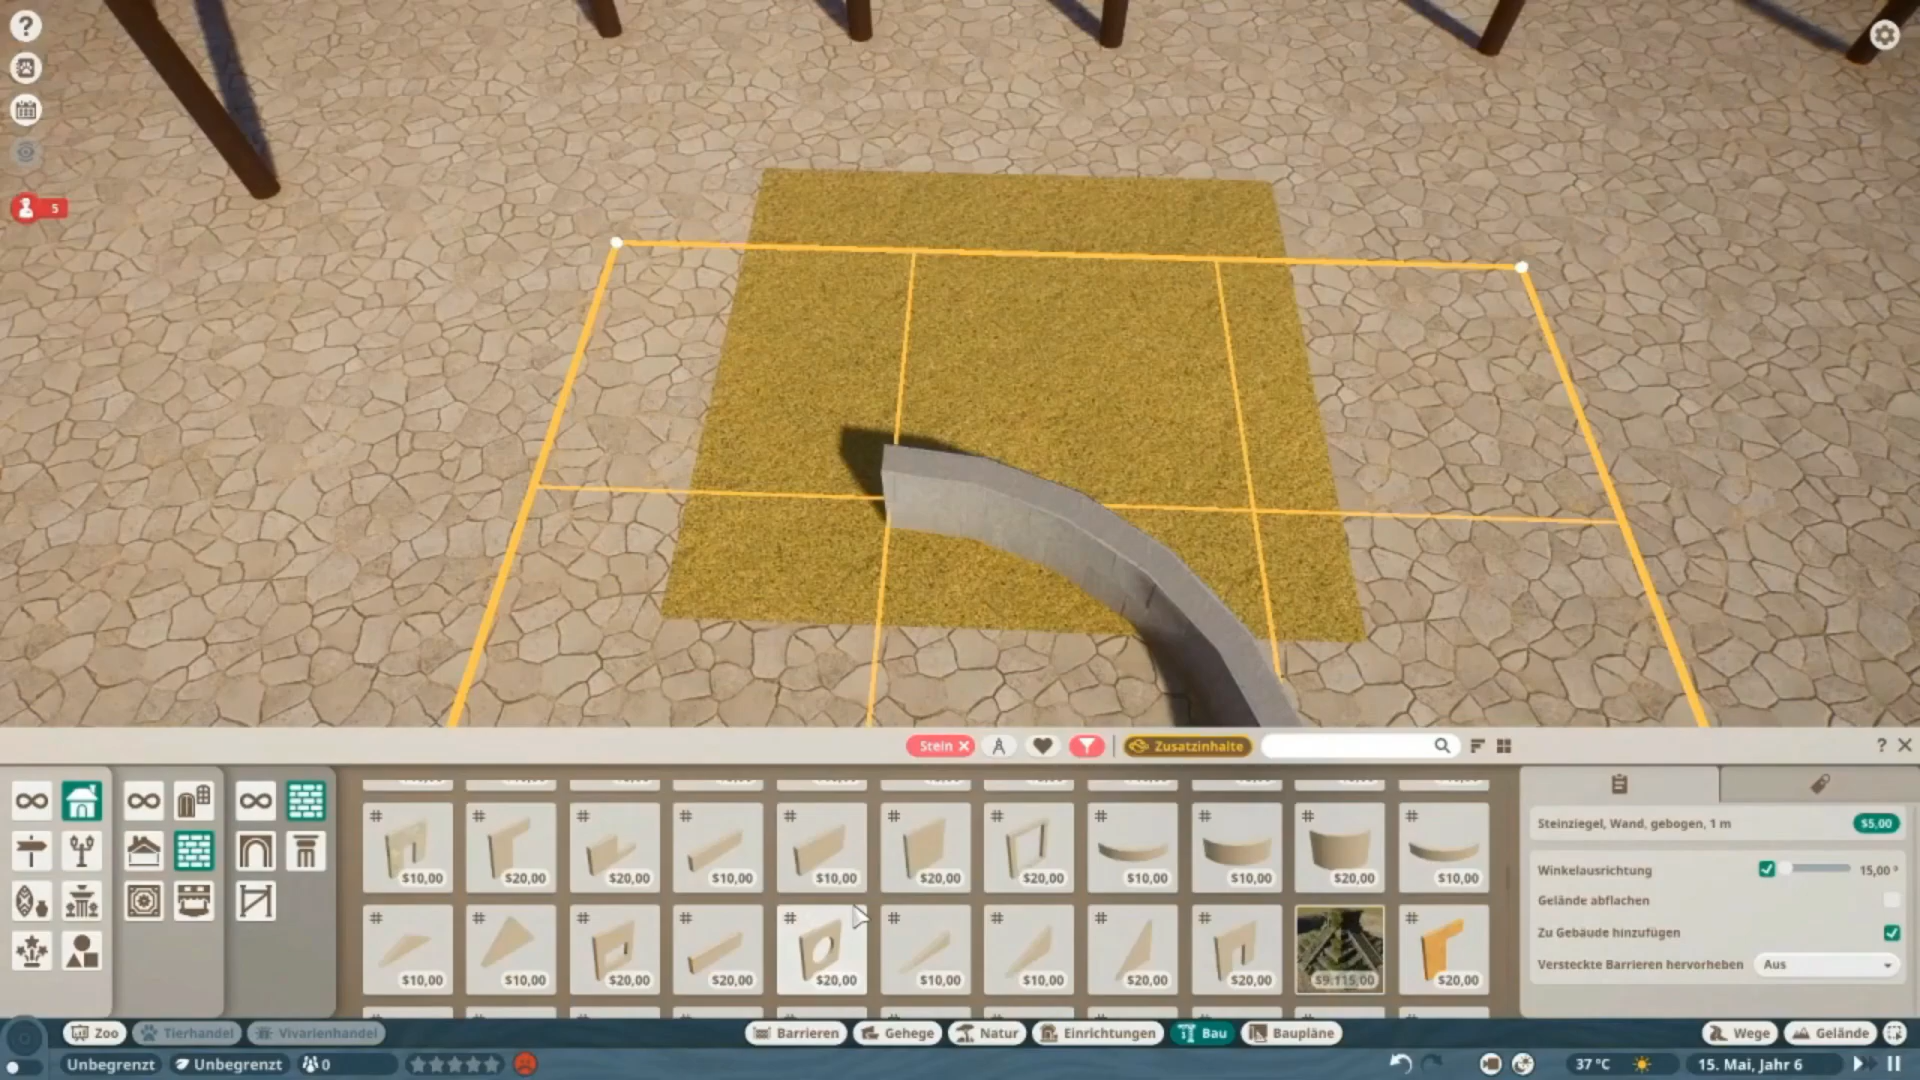 ?
5
Stein ×
Zusatzinhalte
?
# $10,00 # $20,00 # $20,00 # $10,00 # $10,00 # $20,00 # $20,00 # $10,00 # $10,00 # $20,00 # $10,00
# $10,00 # $10,00 # $20,00 # $20,00 # $20,00 # $10,00 # $10,00 # $20,00 # $20,00 $9.115,00 # $20,00
Steinziegel, Wand, gebogen, 1 m $5,00
Winkelausrichtung 15,00 °
Gelände abflachen
Zu Gebäude hinzufügen
Versteckte Barrieren hervorheben Aus
Zoo Tierhandel Vivarienhandel Barrieren Gehege Natur Einrichtungen Bau Baupläne Wege Gelände
Unbegrenzt Unbegrenzt 0 37 °C 15. Mai, Jahr 6